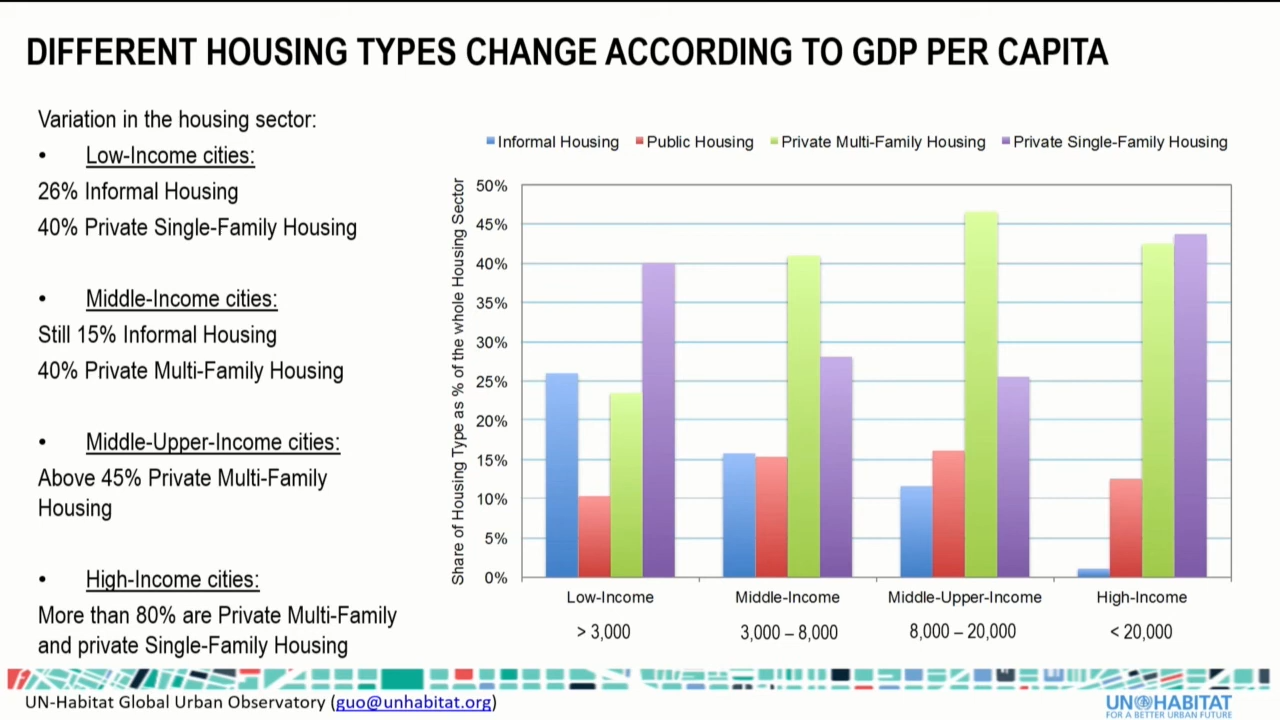 DIFFERENT HOUSING TYPES CHANGE ACCORDING TO GDP PER CAPITA
Variation in the housing sector:
• Low-Income cities:
26% Informal Housing
40% Private Single-Family Housing
• Middle-Income cities:
Still 15% Informal Housing
40% Private Multi-Family Housing
• Middle-Upper-Income cities:
Above 45% Private Multi-Family
Housing
• High-Income cities:
More than 80% are Private Multi-Family
and private Single-Family Housing
Informal Housing Public Housing Private Multi-Family Housing Private Single-Family Housing
Share of Housing Type as % of the whole Housing Sector
50%
45%
40%
35%
30%
25%
20%
15%
10%
5%
0%
Low-Income Middle-Income Middle-Upper-Income High-Income
> 3,000 3,000 – 8,000 8,000 – 20,000 < 20,000
UN-Habitat Global Urban Observatory (guo@unhabitat.org)
UN HABITAT
FOR A BETTER URBAN FUTURE